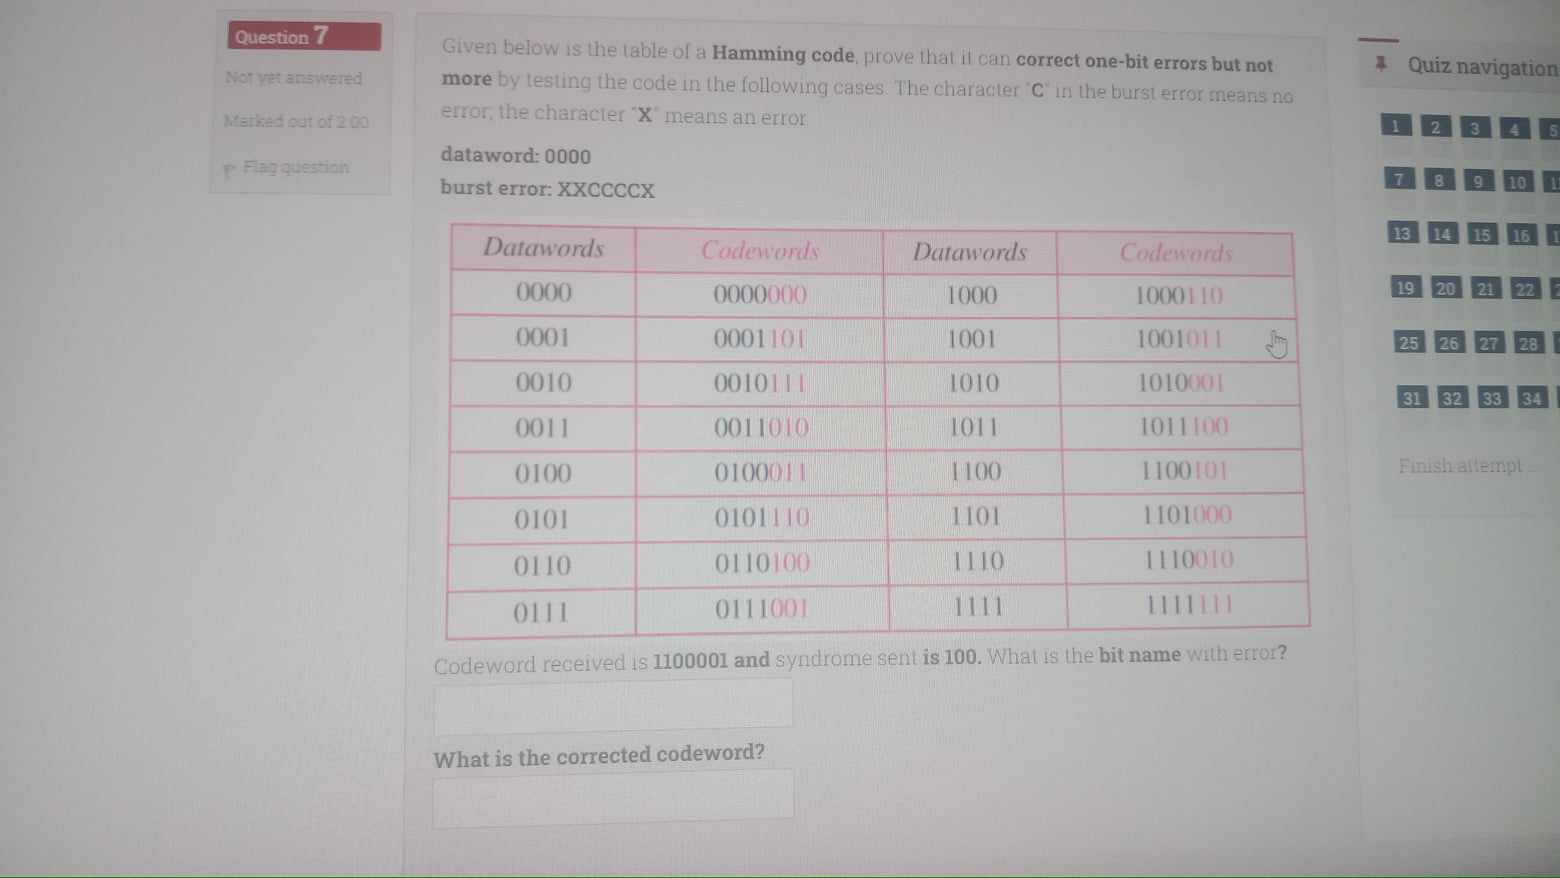 Question 7
Not yet answered
Marked out of 2.00
Flag question
Given below is the table of a Hamming code, prove that it can correct one-bit errors but not
more by testing the code in the following cases. The character "C" in the burst error means no
error; the character "X" means an error.
dataword: 0000
burst error: XXCCCCX
Datawords Codewords Datawords Codewords
0000 0000000 1000 1000110
0001 0001101 1001 1001011
0010 0010111 1010 1010001
0011 0011010 1011 1011100
0100 0100011 1100 1100101
0101 0101110 1101 1101000
0110 0110100 1110 1110010
0111 0111001 1111 1111111
Codeword received is 1100001 and syndrome sent is 100. What is the bit name with error?
What is the corrected codeword?
Quiz navigation
1 2 3 4 5
7 8 9 10
13 14 15 16
19 20 21 22
25 26 27 28
31 32 33 34
Finish attempt ...